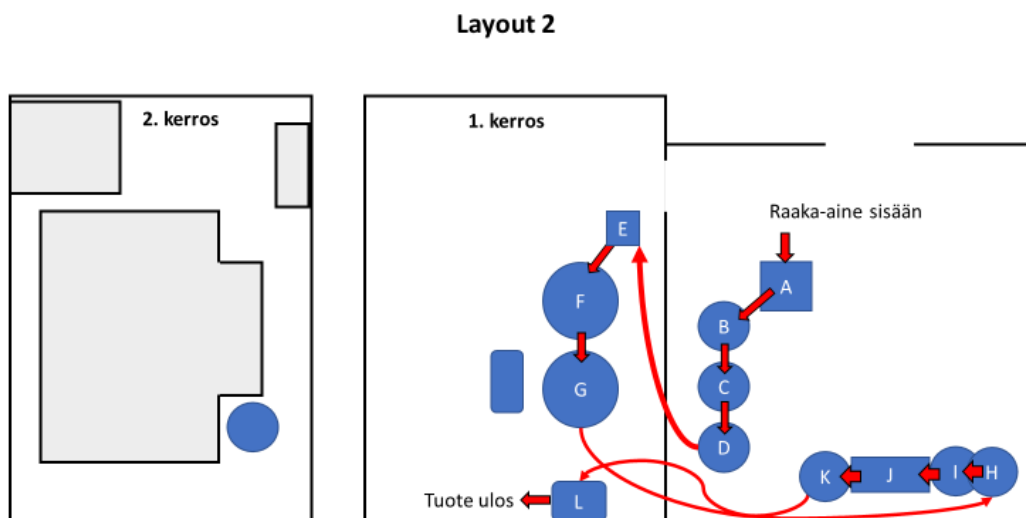 Layout 2
2. kerros
1. kerros
Raaka-aine sisään
E
A
F
B
C
G
D
K
J
I
H
Tuote ulos
L